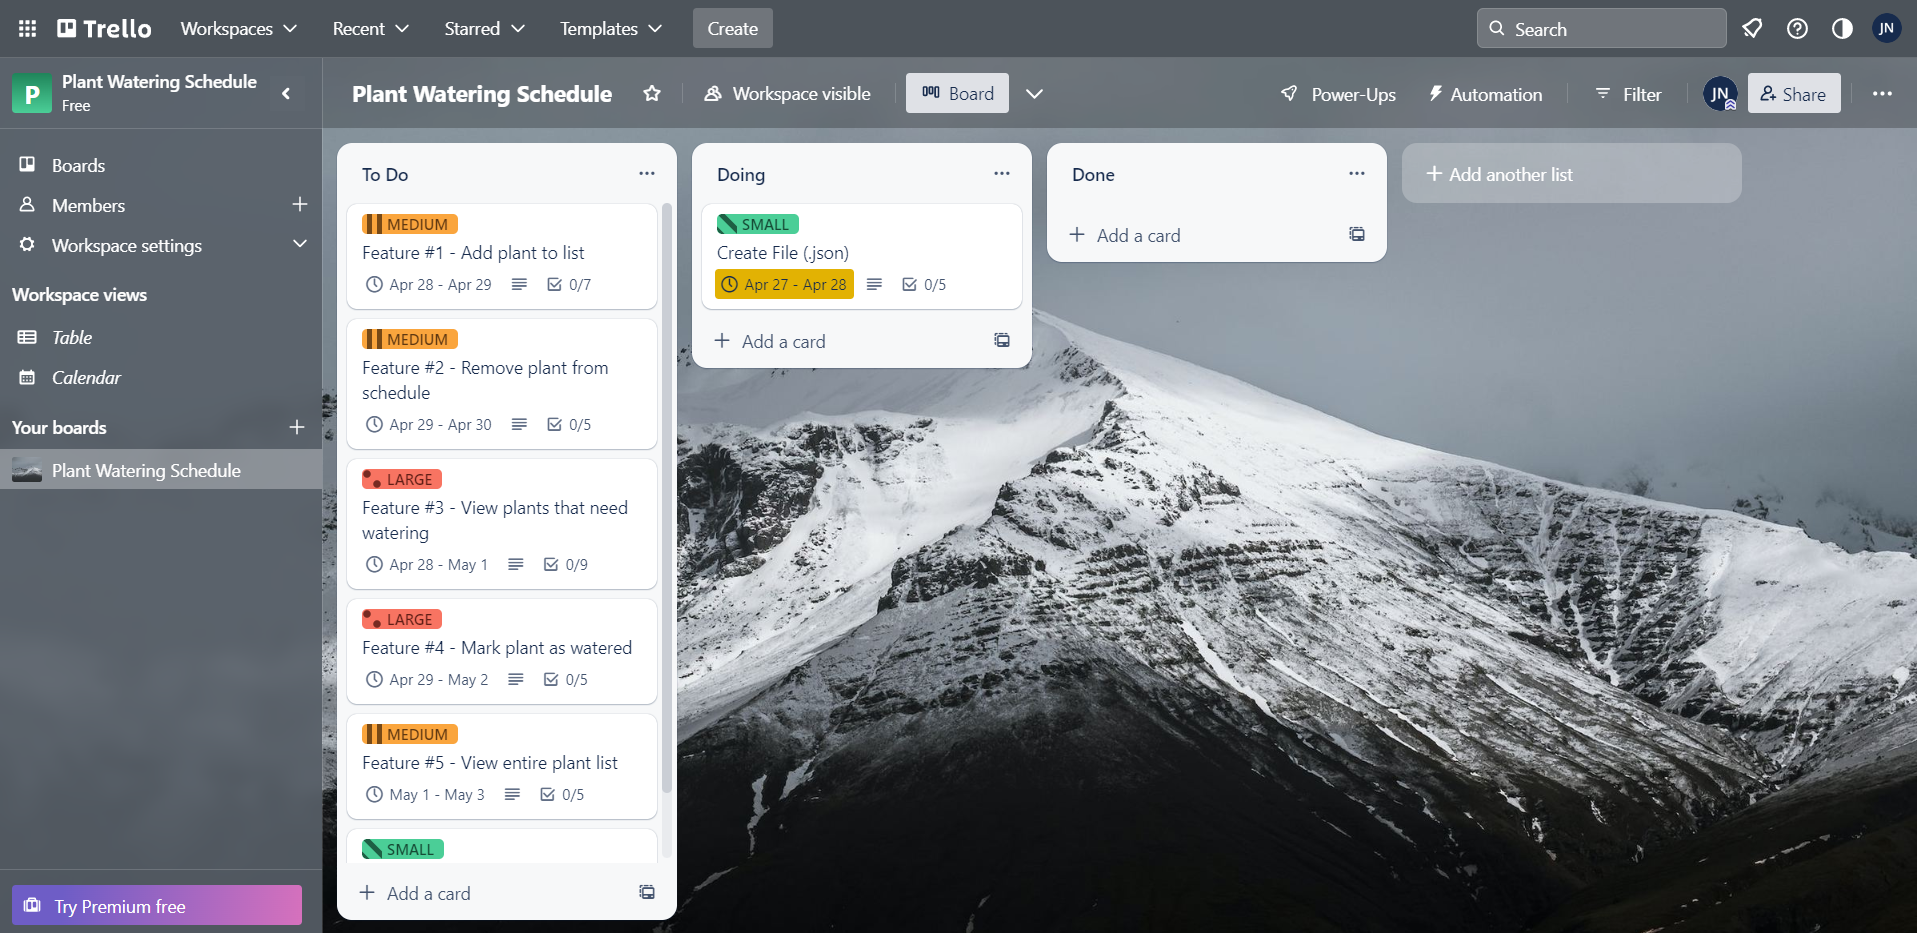 Trello
Workspaces
Recent
Starred
Templates
Create
Search
JN
P
Plant Watering Schedule
Free
Boards
Members
Workspace settings
Workspace views
Table
Calendar
Your boards
Plant Watering Schedule
Try Premium free
Plant Watering Schedule
Workspace visible
Board
Power-Ups
Automation
Filter
JN
Share
To Do
MEDIUM
Feature #1 - Add plant to list
Apr 28 - Apr 29
0/7
MEDIUM
Feature #2 - Remove plant from
schedule
Apr 29 - Apr 30
0/5
LARGE
Feature #3 - View plants that need
watering
Apr 28 - May 1
0/9
LARGE
Feature #4 - Mark plant as watered
Apr 29 - May 2
0/5
MEDIUM
Feature #5 - View entire plant list
May 1 - May 3
0/5
SMALL
+ Add a card
Doing
SMALL
Create File (.json)
Apr 27 - Apr 28
0/5
+ Add a card
Done
+ Add a card
+ Add another list